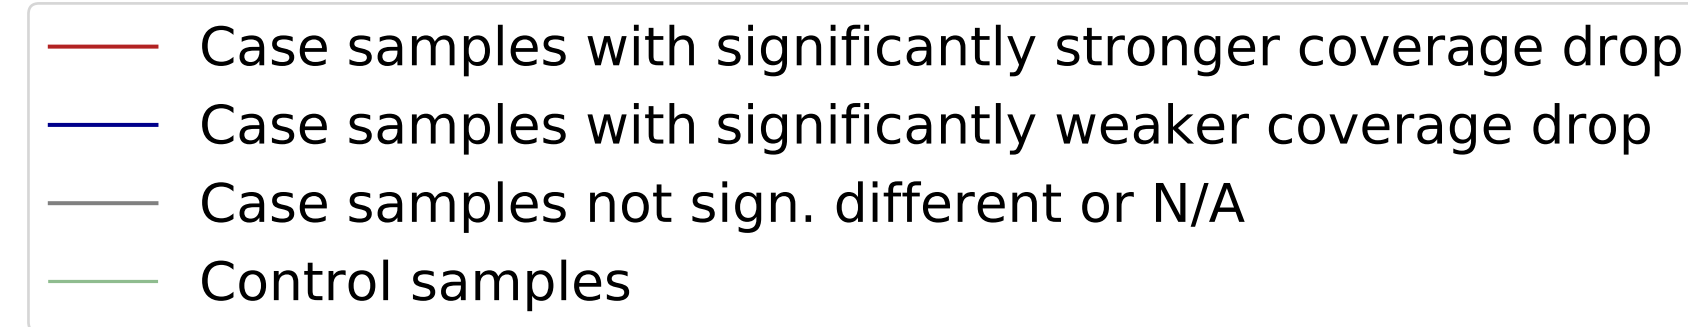 Case samples with significantly stronger coverage drop
Case samples with significantly weaker coverage drop
Case samples not sign. different or N/A
Control samples